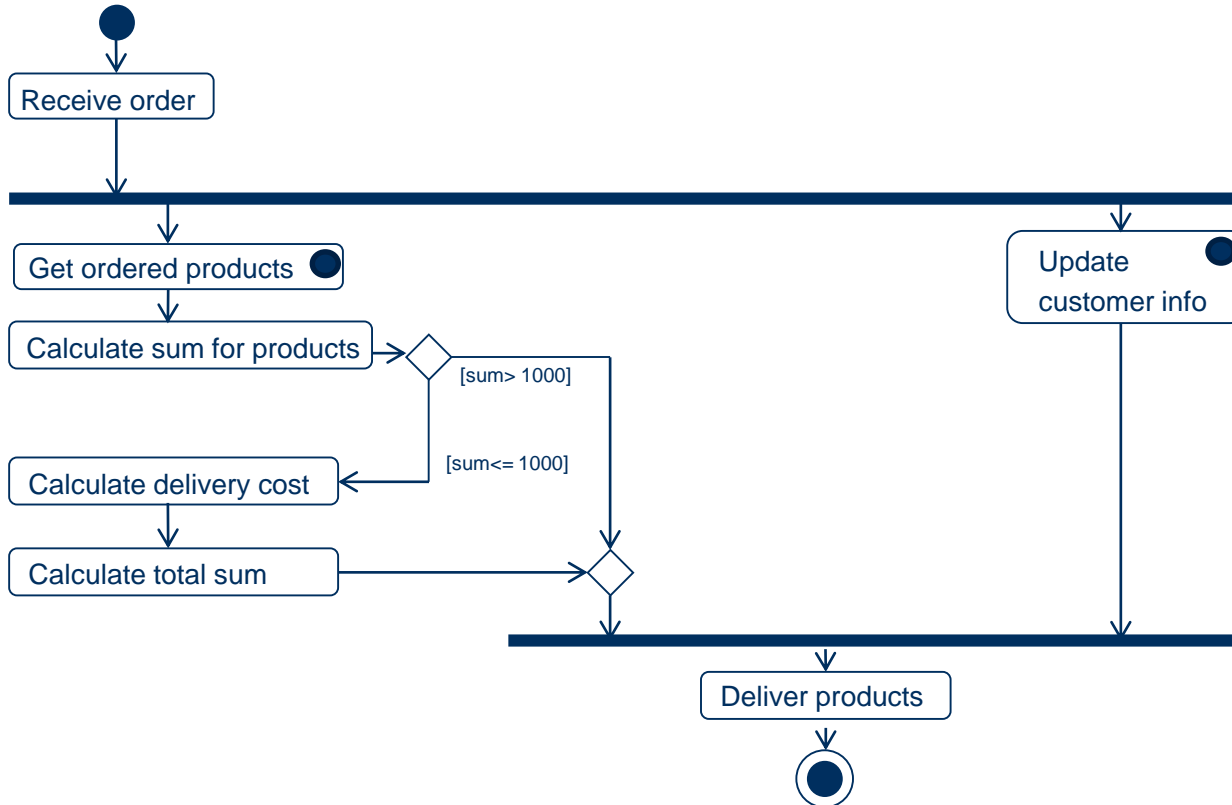 Receive order
Get ordered products
Update
customer info
Calculate sum for products
[sum> 1000]
[sum<= 1000]
Calculate delivery cost
Calculate total sum
Deliver products